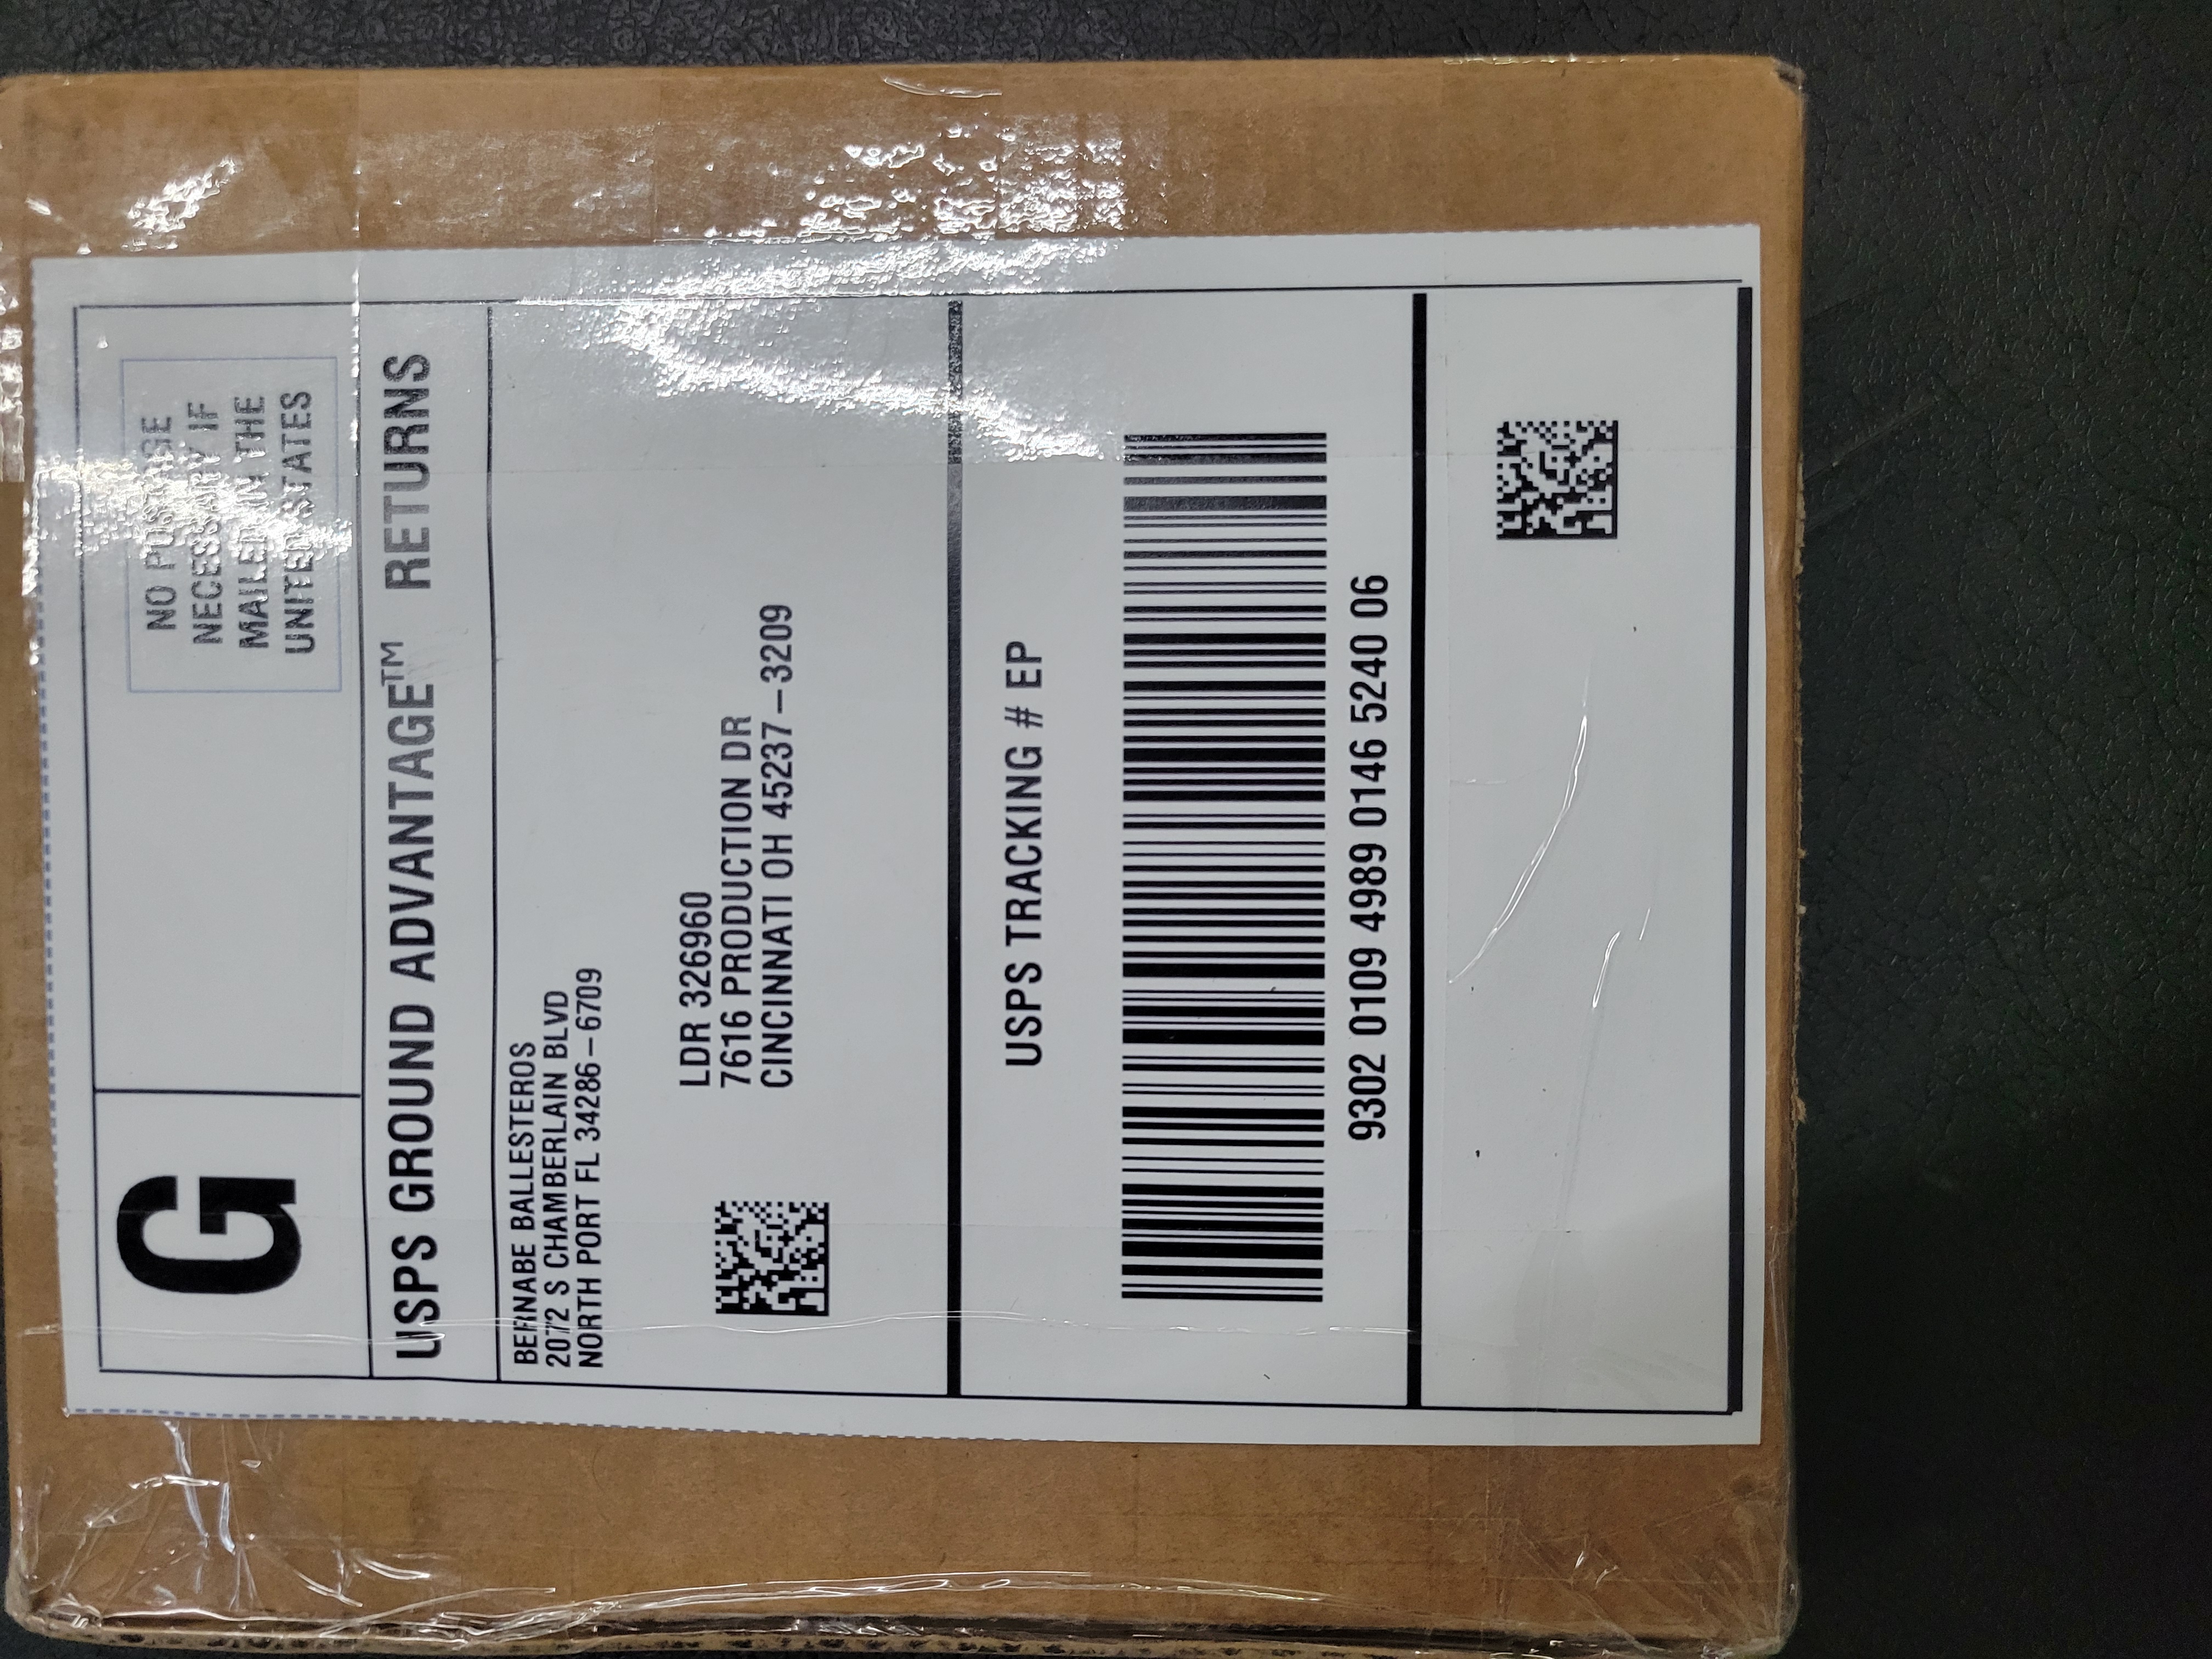 G
NO POSTAGE
NECESSARY IF
MAILED IN THE
UNITED STATES
USPS GROUND ADVANTAGE™ RETURNS
BERNABE BALLESTEROS
2072 S CHAMBERLAIN BLVD
NORTH PORT FL 34286-6709
LDR 326960
7616 PRODUCTION DR
CINCINNATI OH 45237-3209
USPS TRACKING # EP
9302 0109 4989 0146 5240 06